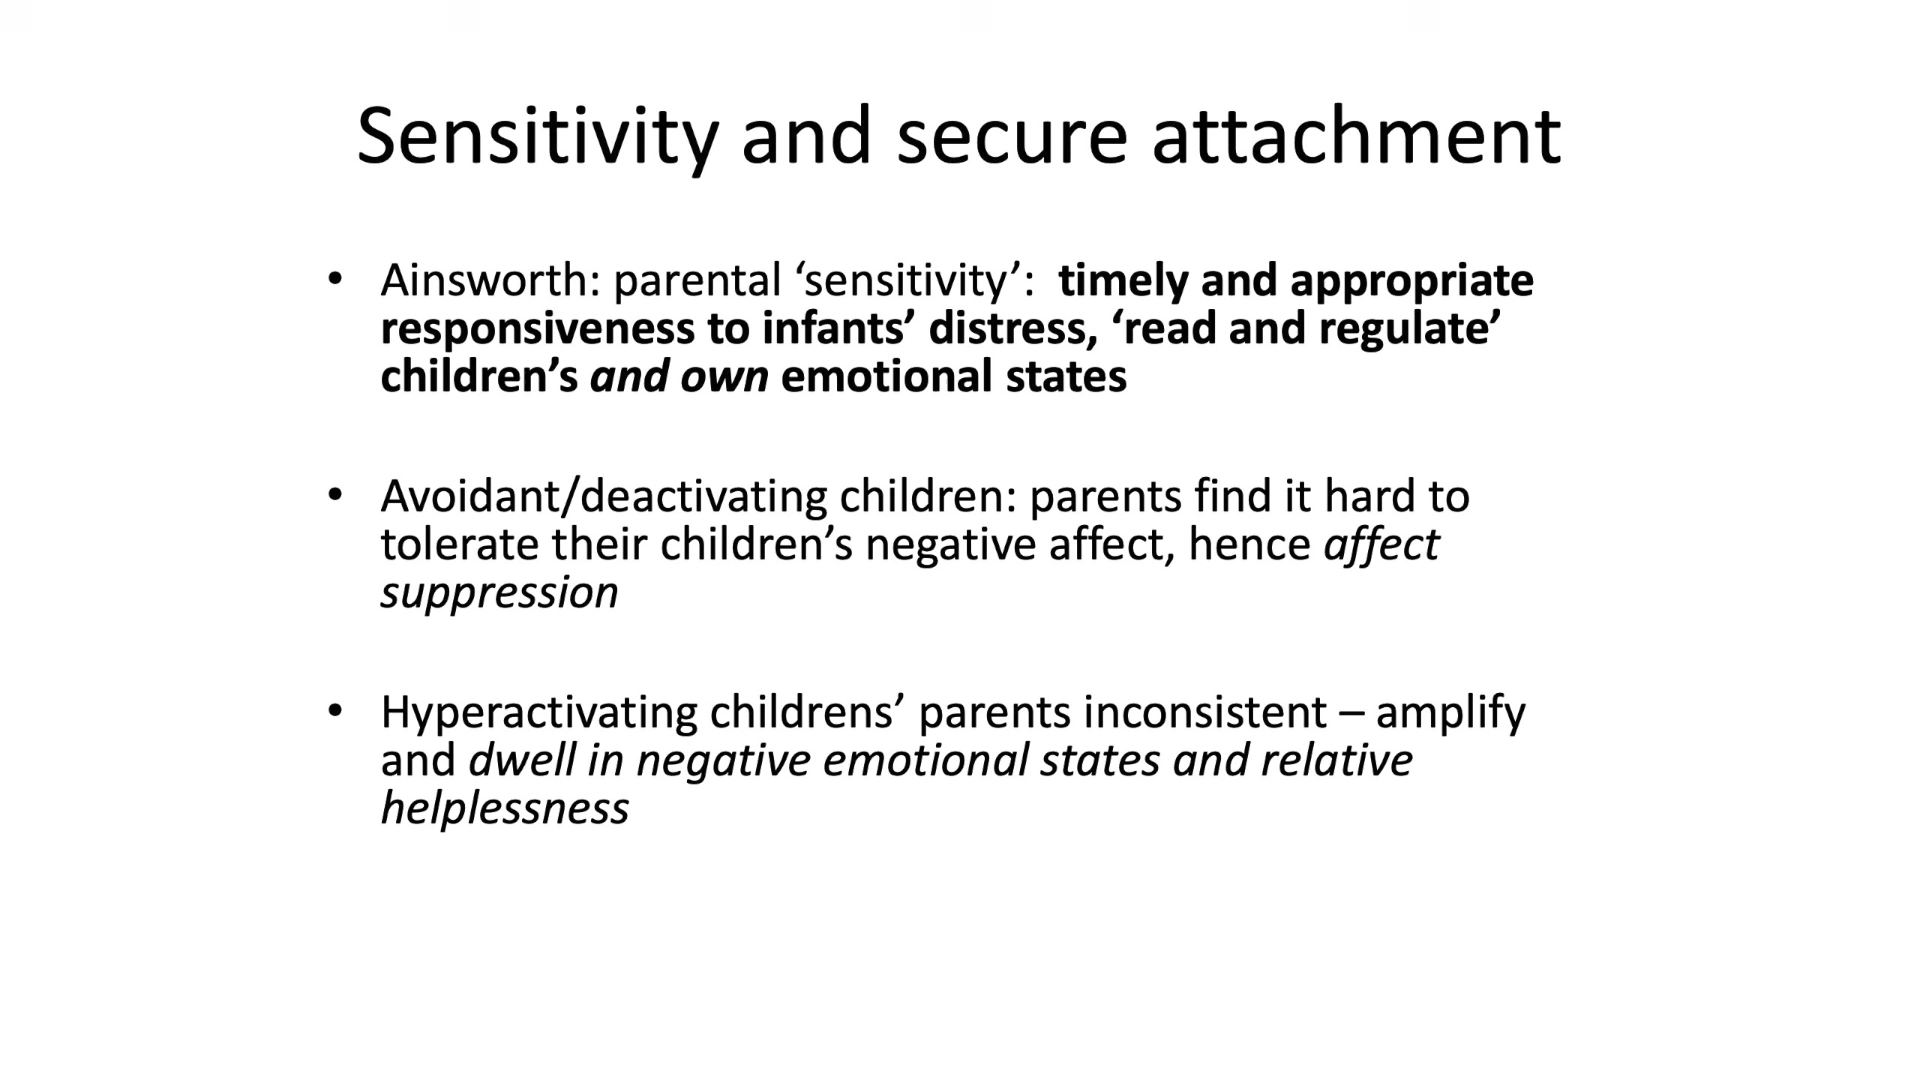 Sensitivity and secure attachment
• Ainsworth: parental ‘sensitivity’:  timely and appropriate
responsiveness to infants’ distress, ‘read and regulate’
children’s and own emotional states
• Avoidant/deactivating children: parents find it hard to
tolerate their children’s negative affect, hence affect
suppression
• Hyperactivating childrens’ parents inconsistent – amplify
and dwell in negative emotional states and relative
helplessness